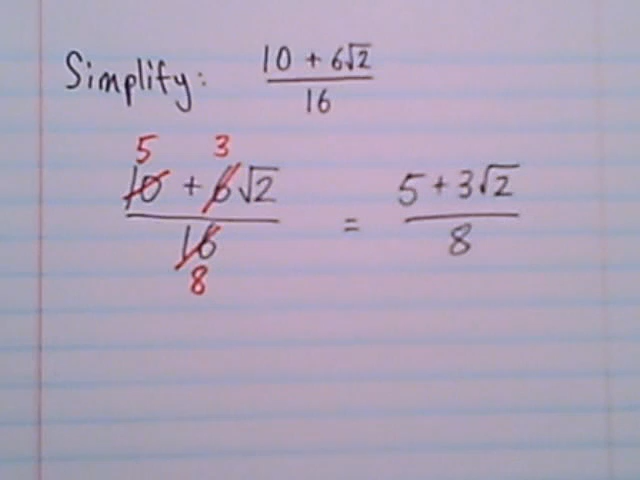 Simplify: 10 + 6√2
16
5 3
10 + 6√2 = 5 + 3√2
16 8
8